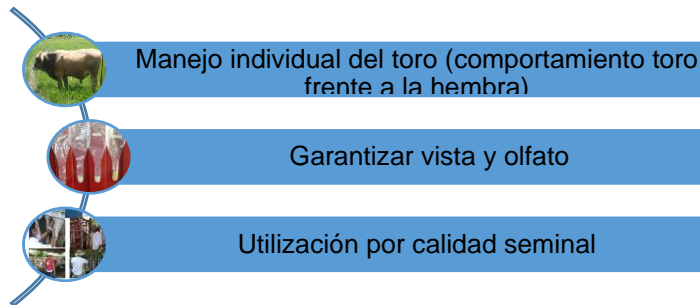 Manejo individual del toro (comportamiento toro
frente a la hembra)
Garantizar vista y olfato
Utilización por calidad seminal